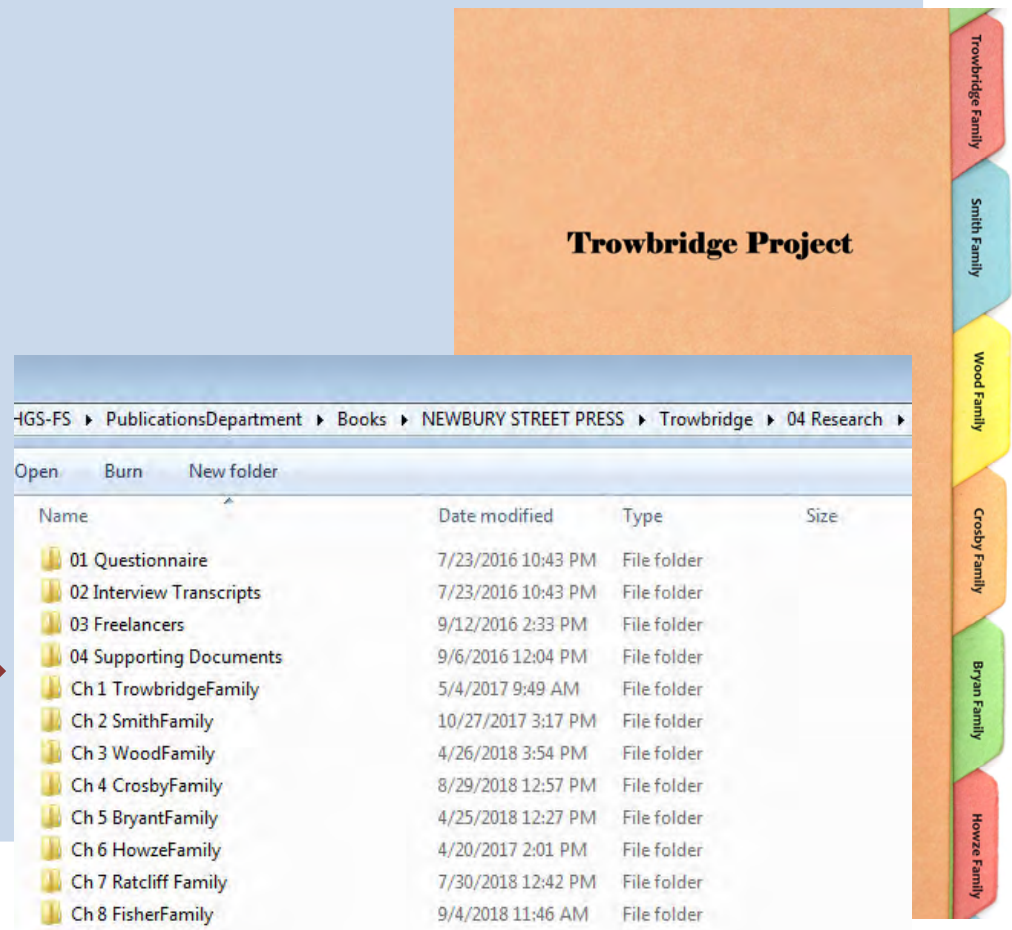 Trowbridge Project
Trowbridge Family
Smith Family
Wood Family
Crosby Family
Bryan Family
Howze Family
HGS-FS ▸ PublicationsDepartment ▸ Books ▸ NEWBURY STREET PRESS ▸ Trowbridge ▸ 04 Research ▸
Open Burn New folder
Name Date modified Type Size
01 Questionnaire 7/23/2016 10:43 PM File folder
02 Interview Transcripts 7/23/2016 10:43 PM File folder
03 Freelancers 9/12/2016 2:33 PM File folder
04 Supporting Documents 9/6/2016 12:04 PM File folder
Ch 1 TrowbridgeFamily 5/4/2017 9:49 AM File folder
Ch 2 SmithFamily 10/27/2017 3:17 PM File folder
Ch 3 WoodFamily 4/26/2018 3:54 PM File folder
Ch 4 CrosbyFamily 8/29/2018 12:57 PM File folder
Ch 5 BryantFamily 4/25/2018 12:27 PM File folder
Ch 6 HowzeFamily 4/20/2017 2:01 PM File folder
Ch 7 Ratcliff Family 7/30/2018 12:42 PM File folder
Ch 8 FisherFamily 9/4/2018 11:46 AM File folder